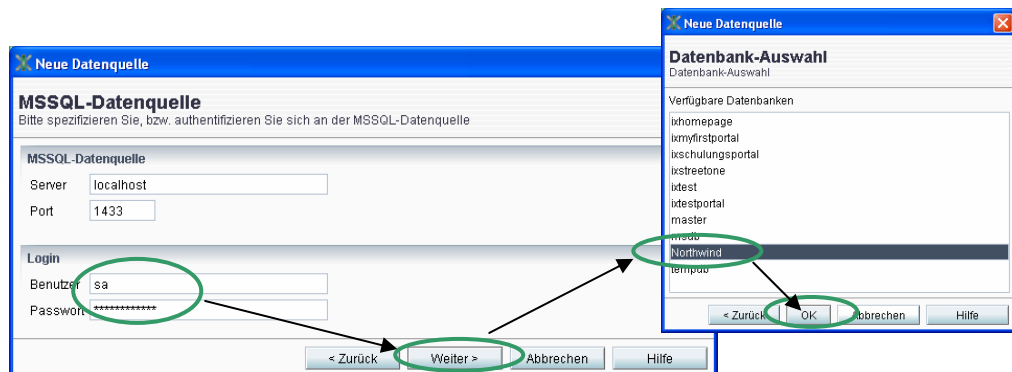 Neue Datenquelle
MSSQL-Datenquelle
Bitte spezifizieren Sie, bzw. authentifizieren Sie sich an der MSSQL-Datenquelle
MSSQL-Datenquelle
Server localhost
Port 1433
Login
Benutzer sa
Passwort ************
< Zurück Weiter > Abbrechen Hilfe
Neue Datenquelle
Datenbank-Auswahl
Datenbank-Auswahl
Verfügbare Datenbanken
ixhomepage
ixmyfirstportal
ixschulungsportal
ixstreetone
ixtest
ixtestportal
master
msdb
Northwind
tempdb
< Zurück OK Abbrechen Hilfe